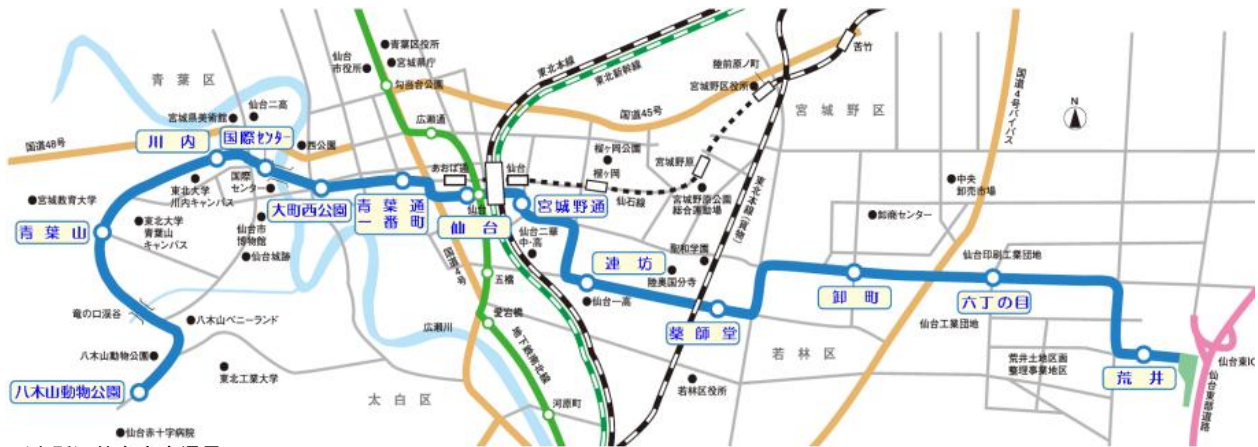 青葉区役所
宮城県庁
仙台
市役所
勾当台公園
東北本線
東北新幹線
陸前原ノ町
宮城野区役所
苦竹
青葉区
宮城野区
国道4号バイパス
N
宮城県美術館
仙台二高
国道48号
川内
国際センター
西公園
広瀬通
国道45号
榴ヶ岡公園
榴ヶ岡
宮城野原
あおば通
仙台
仙石線
宮城野原公園
総合運動場
東北本線(貨物)
中央
卸売市場
東北大学
川内キャンパス
国際
センター
大町西公園
青葉通
一番町
仙台
仙台
宮城野通
卸商センター
宮城教育大学
東北大学
青葉山
キャンパス
青葉山
仙台市
博物館
仙台城跡
国道4号
仙台二華
中・高
聖和学園
連坊
陸奥国分寺
仙台印刷工業団地
五橋
仙台一高
卸町
六丁の目
竜の口渓谷
八木山ベニーランド
愛宕橋
広瀬川
地下鉄南北線
薬師堂
仙台工業団地
八木山動物公園
東北工業大学
若林区
荒井土地区画
整理事業地区
荒井
仙台東IC
仙台東部道路
八木山動物公園
太白区
河原町
若林区役所
仙台赤十字病院